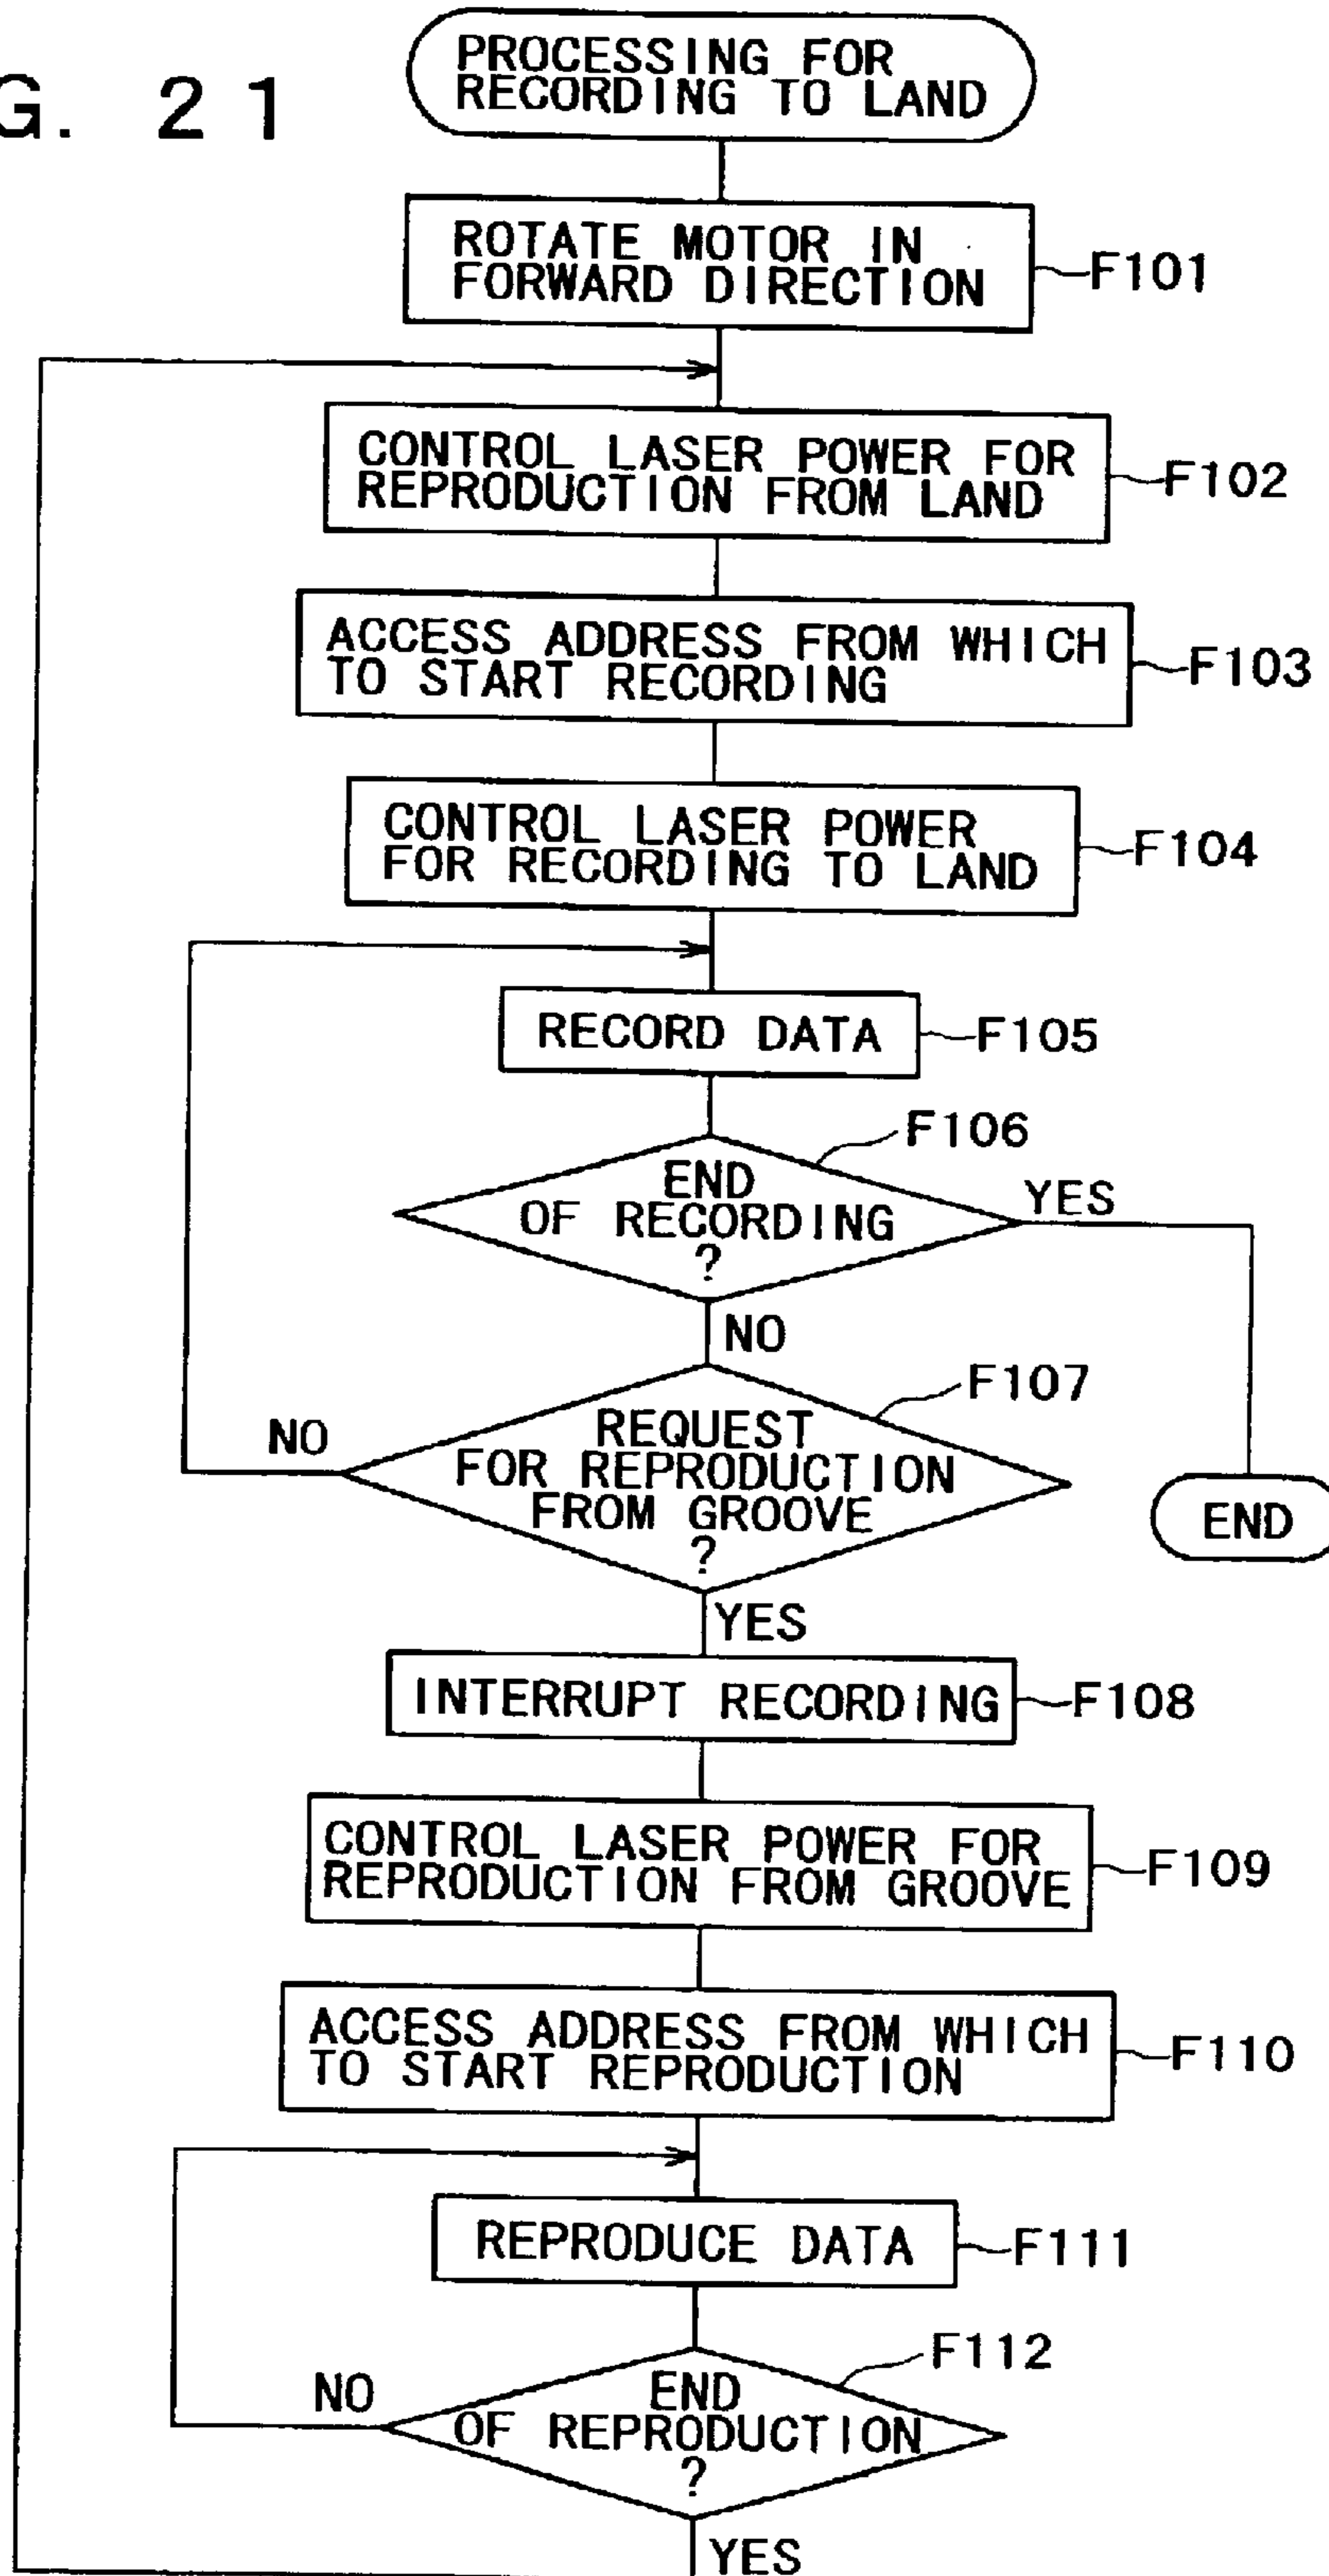 G. 21
PROCESSING FOR
RECORDING TO LAND
ROTATE MOTOR IN
FORWARD DIRECTION
F101
CONTROL LASER POWER FOR
REPRODUCTION FROM LAND
F102
ACCESS ADDRESS FROM WHICH
TO START RECORDING
F103
CONTROL LASER POWER
FOR RECORDING TO LAND
F104
RECORD DATA
F105
F106
END
OF RECORDING
?
YES
NO
F107
REQUEST
FOR REPRODUCTION
FROM GROOVE
?
NO
END
YES
INTERRUPT RECORDING
F108
CONTROL LASER POWER FOR
REPRODUCTION FROM GROOVE
F109
ACCESS ADDRESS FROM WHICH
TO START REPRODUCTION
F110
REPRODUCE DATA
F111
F112
END
OF REPRODUCTION
?
NO
YES